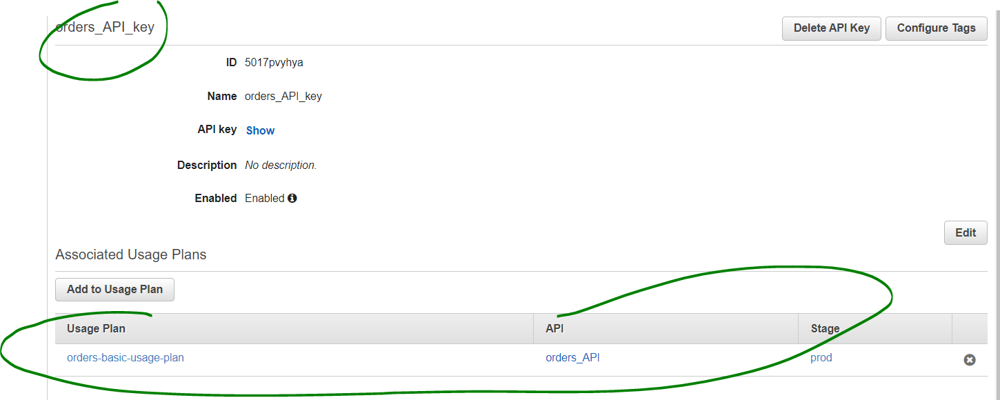 orders_API_key Delete API Key Configure Tags
ID 5017pvyhya
Name orders_API_key
API key Show
Description No description.
Enabled Enabled
Edit
Associated Usage Plans
Add to Usage Plan
Usage Plan API Stage
orders-basic-usage-plan orders_API prod